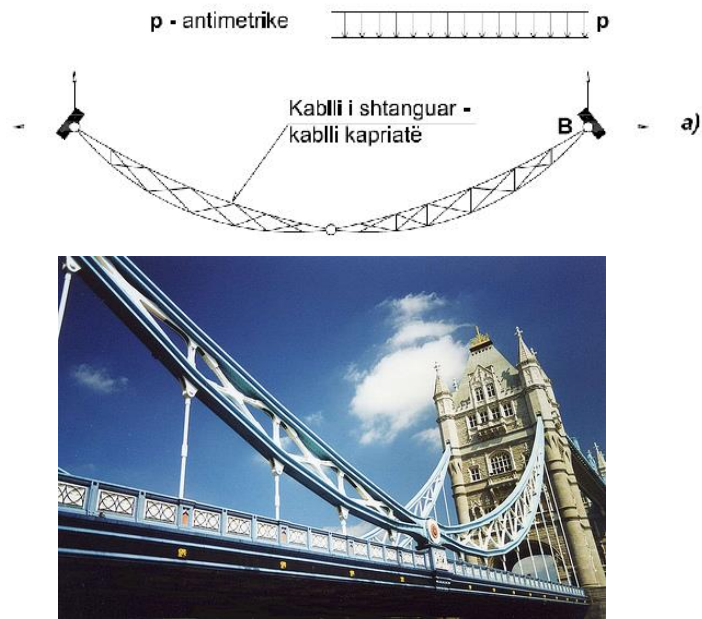 p - antimetrike
p
Kablli i shtanguar -
kablli kapriatë
B
a)